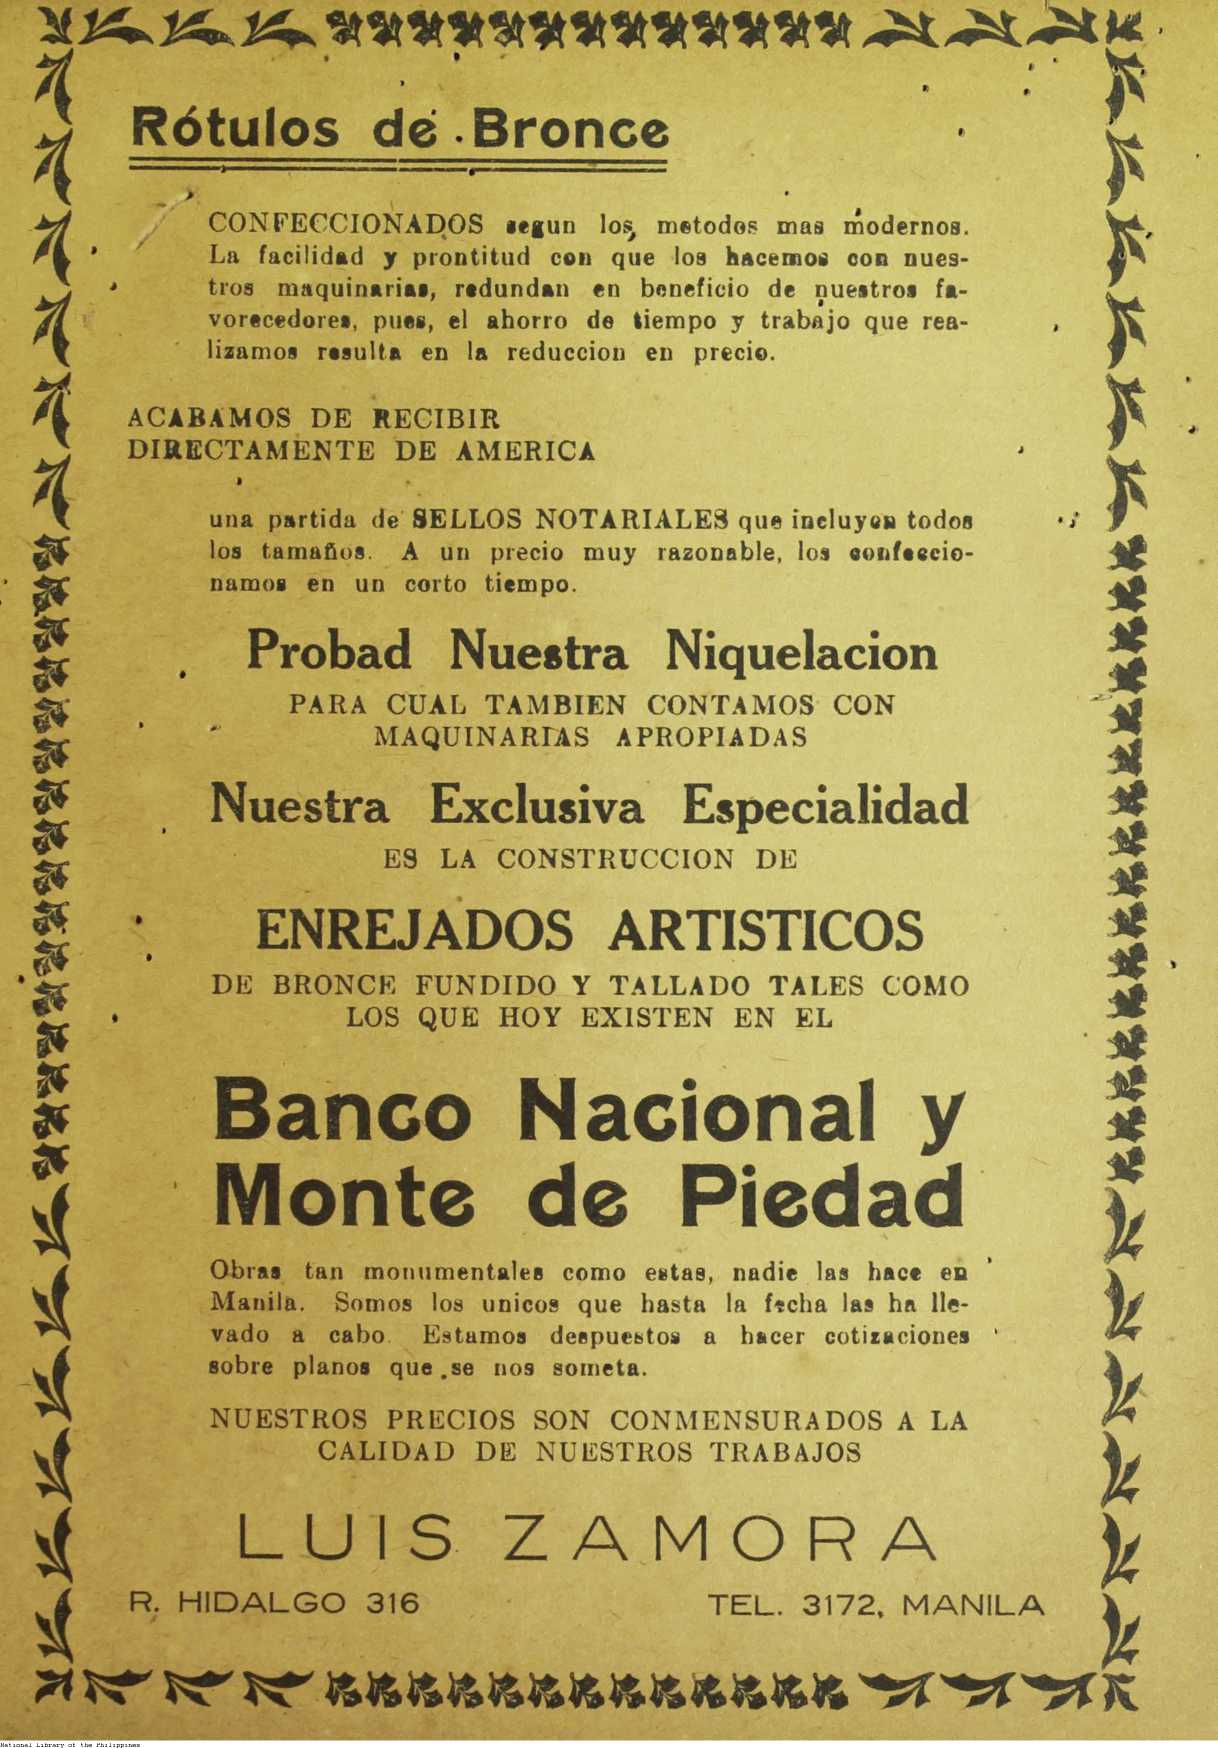 Rótulos de Bronce
CONFECCIONADOS segun los metodos mas modernos.
La facilidad y prontitud con que los hacemos con nues-
tros maquinarias, redundan en beneficio de nuestros fa-
vorecedores, pues, el ahorro de tiempo y trabajo que rea-
lizamos resulta en la reduccion en precio.
ACABAMOS DE RECIBIR
DIRECTAMENTE DE AMERICA
una partida de SELLOS NOTARIALES que incluyen todos
los tamaños. A un precio muy razonable, los confeccio-
namos en un corto tiempo.
Probad Nuestra Niquelacion
PARA CUAL TAMBIEN CONTAMOS CON
MAQUINARIAS APROPIADAS
Nuestra Exclusiva Especialidad
ES LA CONSTRUCCION DE
ENREJADOS ARTISTICOS
DE BRONCE FUNDIDO Y TALLADO TALES COMO
LOS QUE HOY EXISTEN EN EL
Banco Nacional y
Monte de Piedad
Obras tan monumentales como estas, nadie las hace en
Manila. Somos los unicos que hasta la fecha las ha lle-
vado a cabo. Estamos despuestos a hacer cotizaciones
sobre planos que se nos someta.
NUESTROS PRECIOS SON CONMENSURADOS A LA
CALIDAD DE NUESTROS TRABAJOS
LUIS ZAMORA
R. HIDALGO 316 TEL. 3172, MANILA
National Library of the Philippines